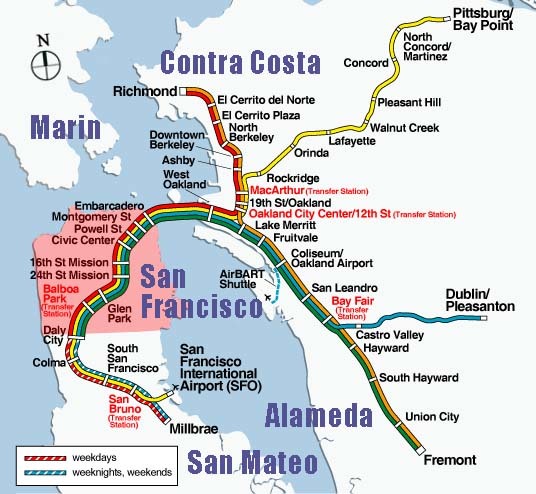 Pittsburg/
Bay Point
N
North
Concord/
Martinez
Concord
Contra Costa
Richmond
El Cerrito del Norte
Pleasant Hill
El Cerrito Plaza
Marin
North
Berkeley
Walnut Creek
Downtown
Berkeley
Lafayette
Orinda
Ashby
West
Oakland
Rockridge
MacArthur (Transfer Station)
Embarcadero
19th St/Oakland
Montgomery St
Oakland City Center/12th St (Transfer Station)
Powell St
Lake Merritt
Civic Center
Fruitvale
16th St Mission
Coliseum/
Oakland Airport
24th St Mission
AirBART
Shuttle
San
Francisco
San Leandro
Balboa
Park
(Transfer
Station)
Bay Fair
(Transfer
Station)
Dublin/
Pleasanton
Glen
Park
Daly
City
Castro Valley
Hayward
Colma
South
San
Francisco
San
Francisco
International
Airport (SFO)
South Hayward
San
Bruno
(Transfer
Station)
Alameda
Union City
Millbrae
San Mateo
Fremont
weekdays
weeknights, weekends